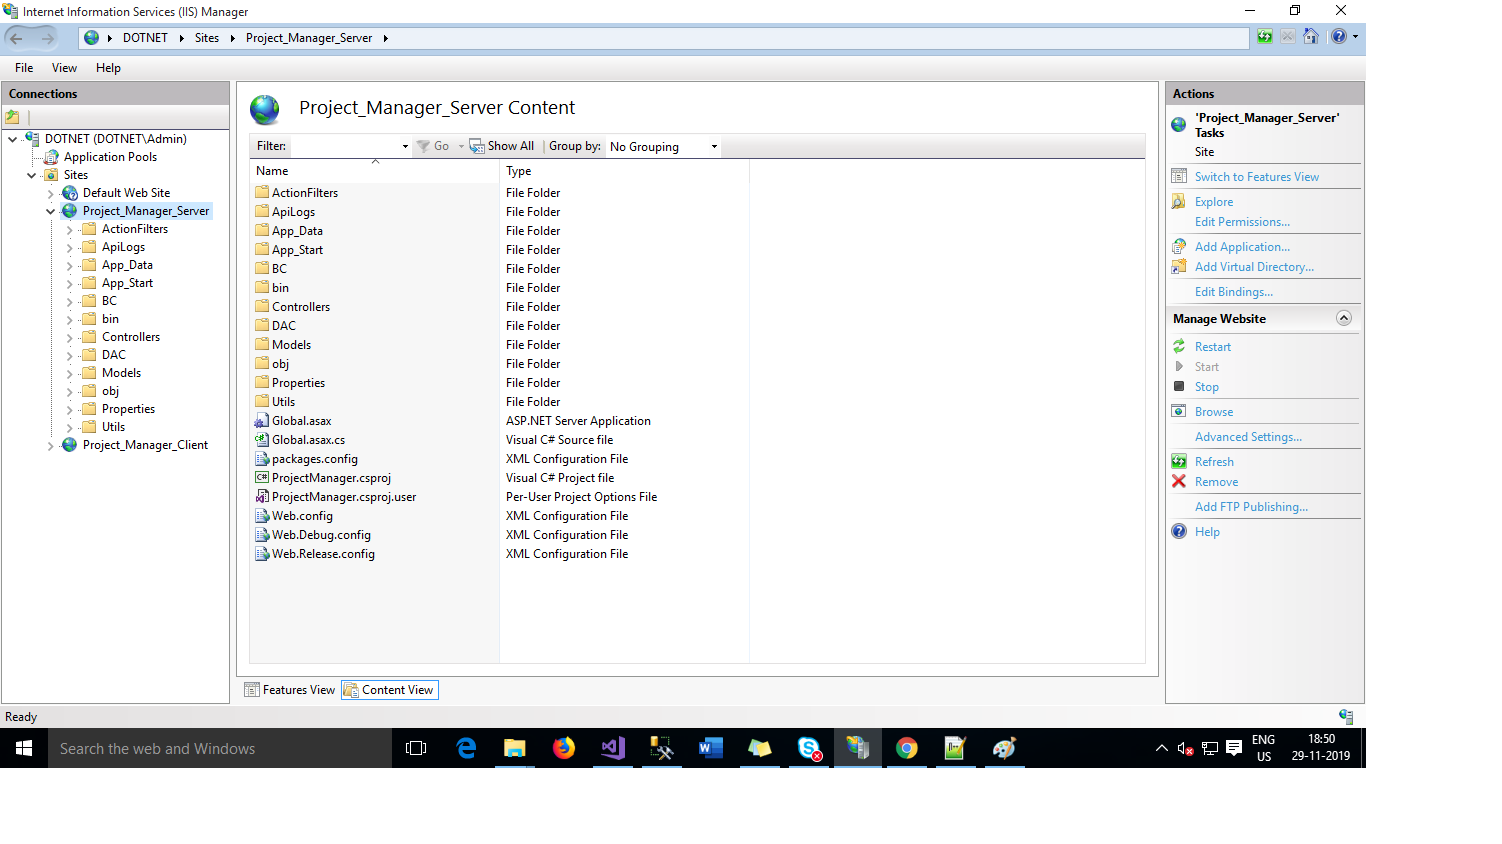 Internet Information Services (IIS) Manager
DOTNET Sites Project_Manager_Server
File View Help
Connections
DOTNET (DOTNET\Admin)
Application Pools
Sites
Default Web Site
Project_Manager_Server
ActionFilters
ApiLogs
App_Data
App_Start
BC
bin
Controllers
DAC
Models
obj
Properties
Utils
Project_Manager_Client
Project_Manager_Server Content
Filter: Go Show All Group by: No Grouping
Name Type
ActionFilters File Folder
ApiLogs File Folder
App_Data File Folder
App_Start File Folder
BC File Folder
bin File Folder
Controllers File Folder
DAC File Folder
Models File Folder
obj File Folder
Properties File Folder
Utils File Folder
Global.asax ASP.NET Server Application
Global.asax.cs Visual C# Source file
packages.config XML Configuration File
ProjectManager.csproj Visual C# Project file
ProjectManager.csproj.user Per-User Project Options File
Web.config XML Configuration File
Web.Debug.config XML Configuration File
Web.Release.config XML Configuration File
Features View Content View
Actions
'Project_Manager_Server'
Tasks
Site
Switch to Features View
Explore
Edit Permissions...
Add Application...
Add Virtual Directory...
Edit Bindings...
Manage Website
Restart
Start
Stop
Browse
Advanced Settings...
Refresh
Remove
Add FTP Publishing...
Help
Ready
Search the web and Windows
ENG
US
18:50
29-11-2019